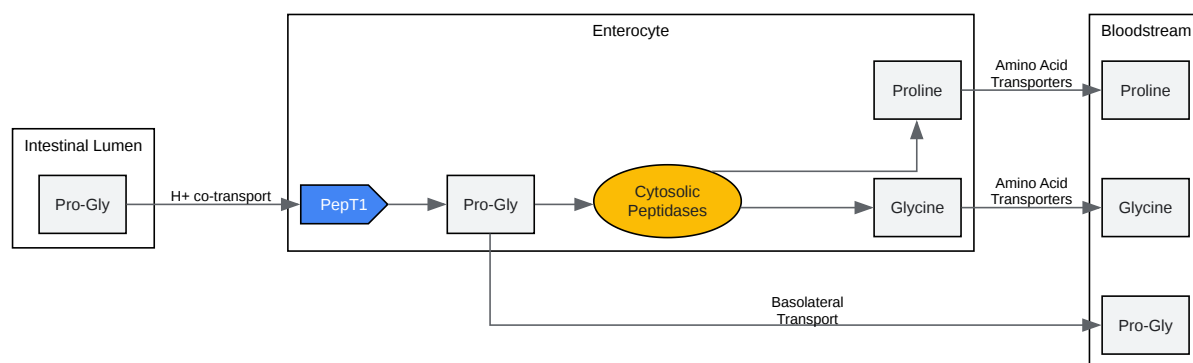 Enterocyte
Bloodstream
Proline
Amino Acid
Transporters
Proline
Intestinal Lumen
Pro-Gly
H+ co-transport
PepT1
Pro-Gly
Cytosolic
Peptidases
Glycine
Amino Acid
Transporters
Glycine
Basolateral
Transport
Pro-Gly